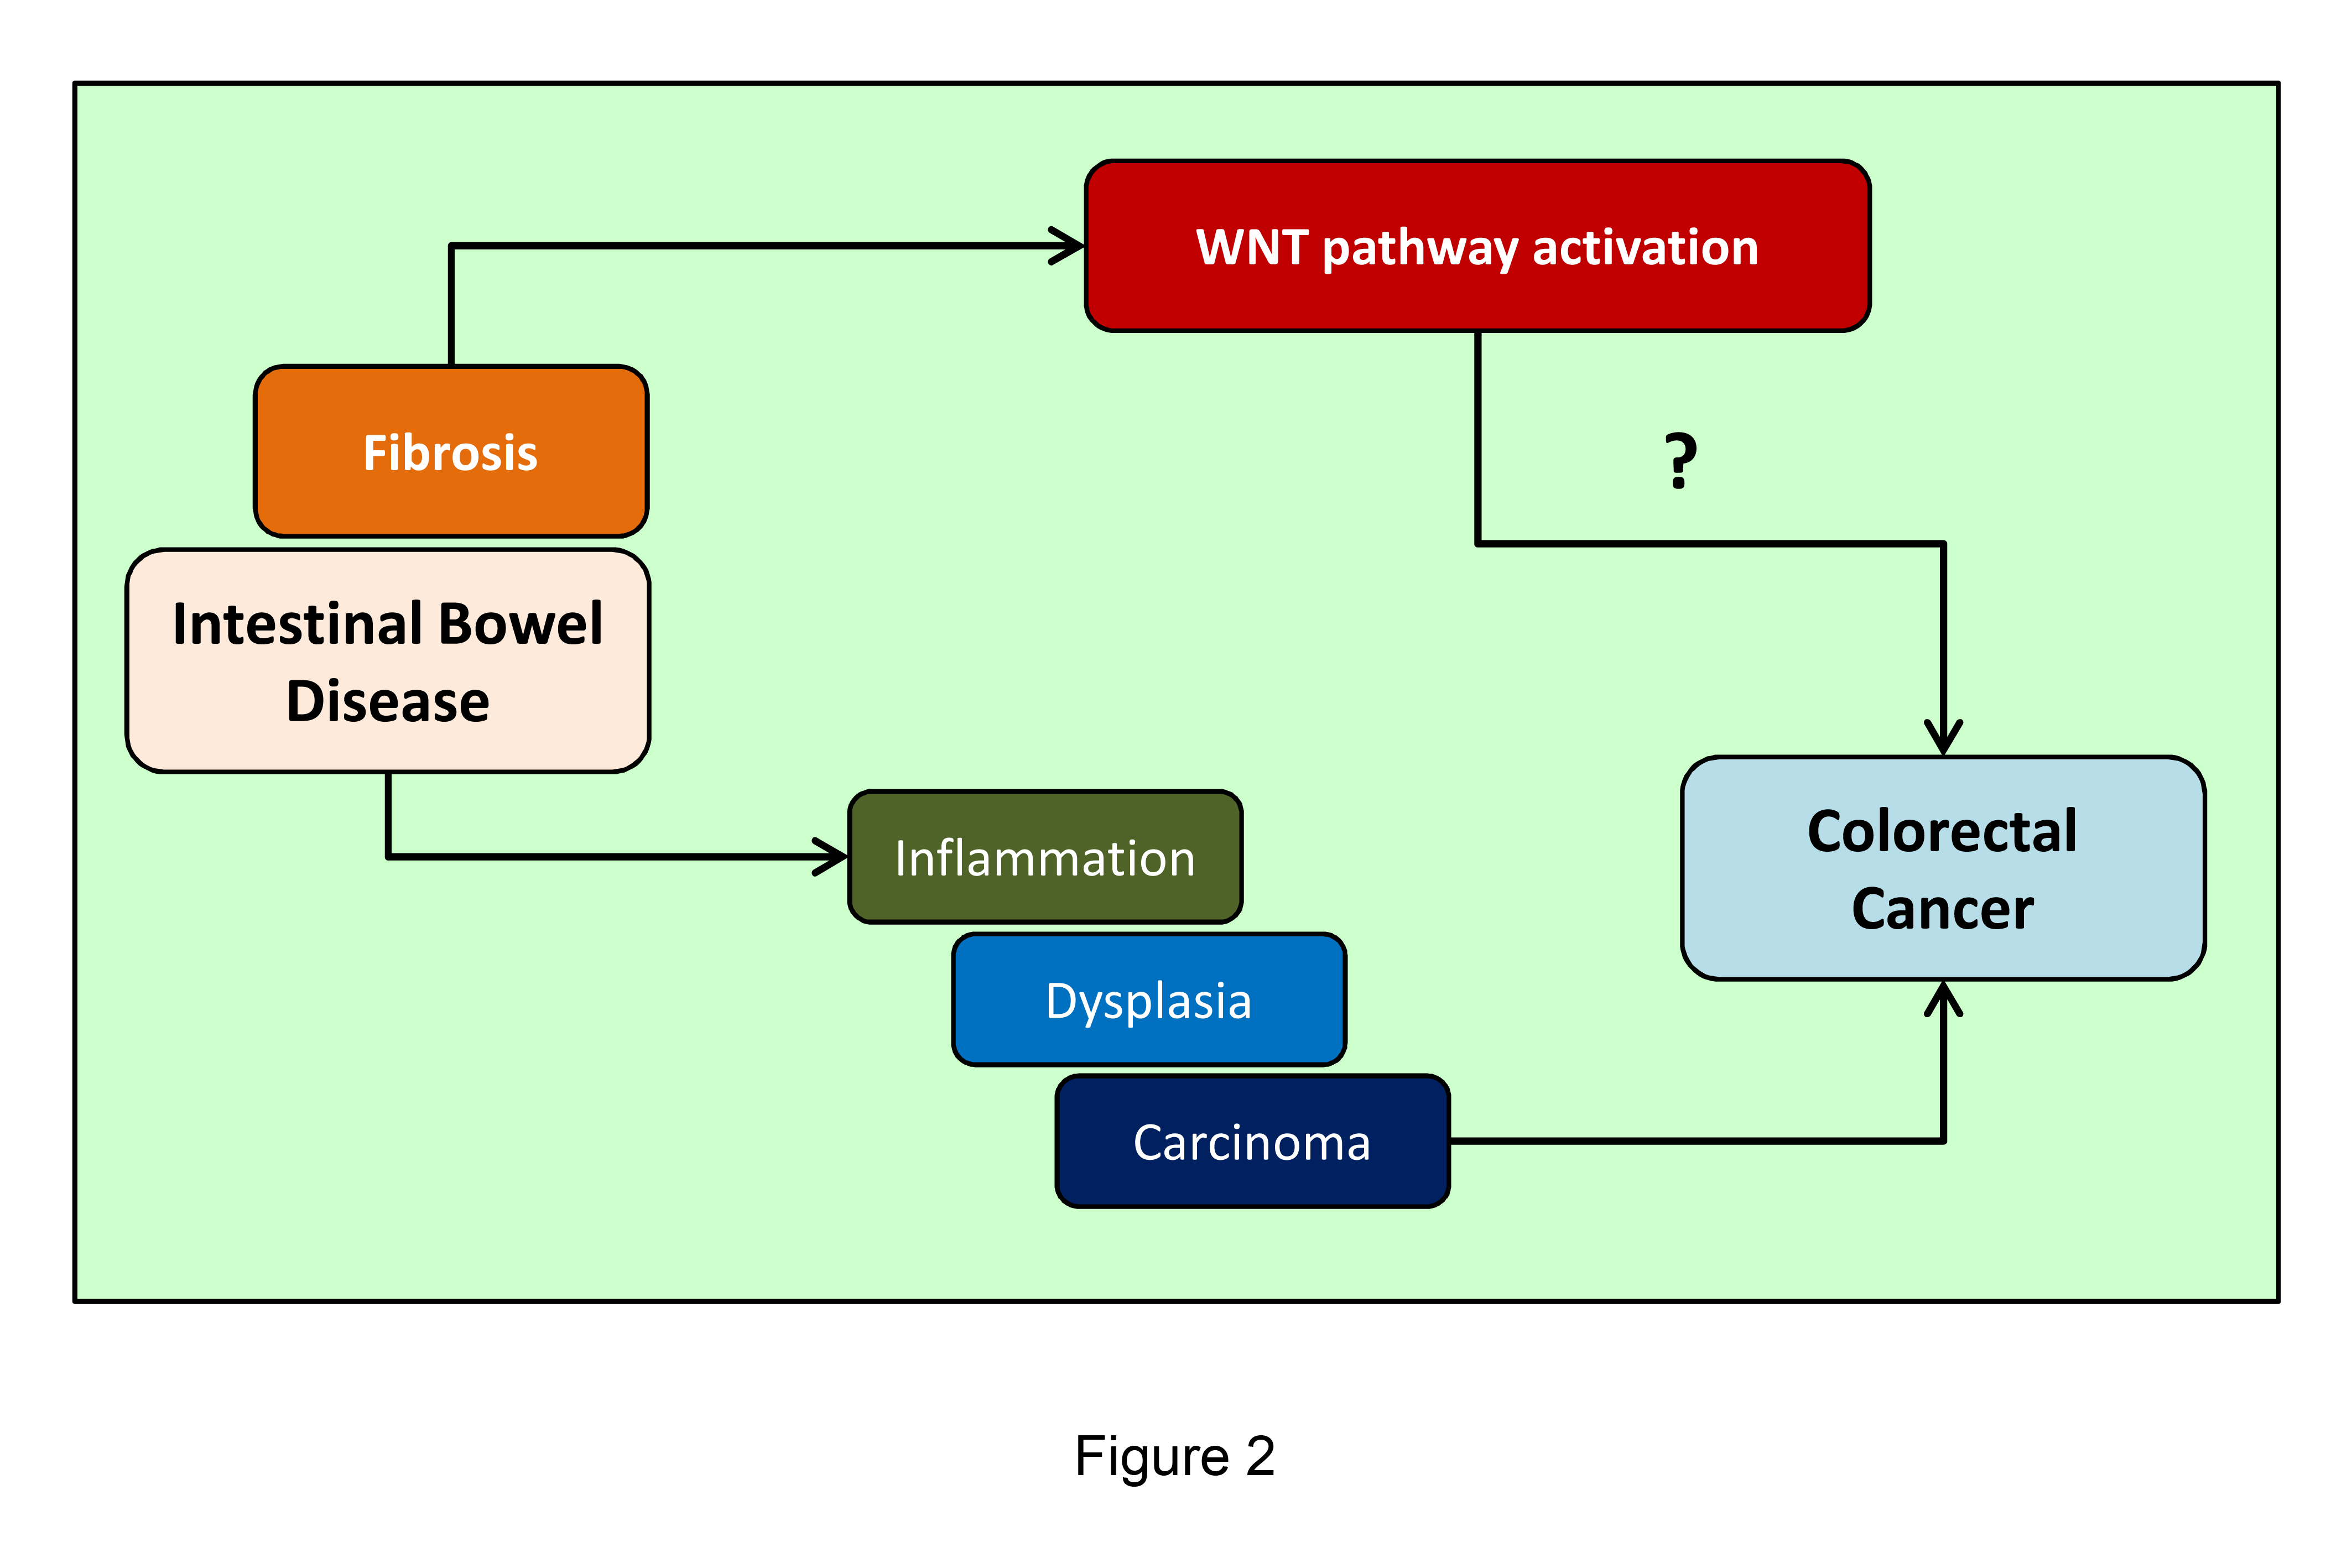 WNT pathway activation
Fibrosis
?
Intestinal Bowel
Disease
Inflammation
Colorectal
Cancer
Dysplasia
Carcinoma
Figure 2